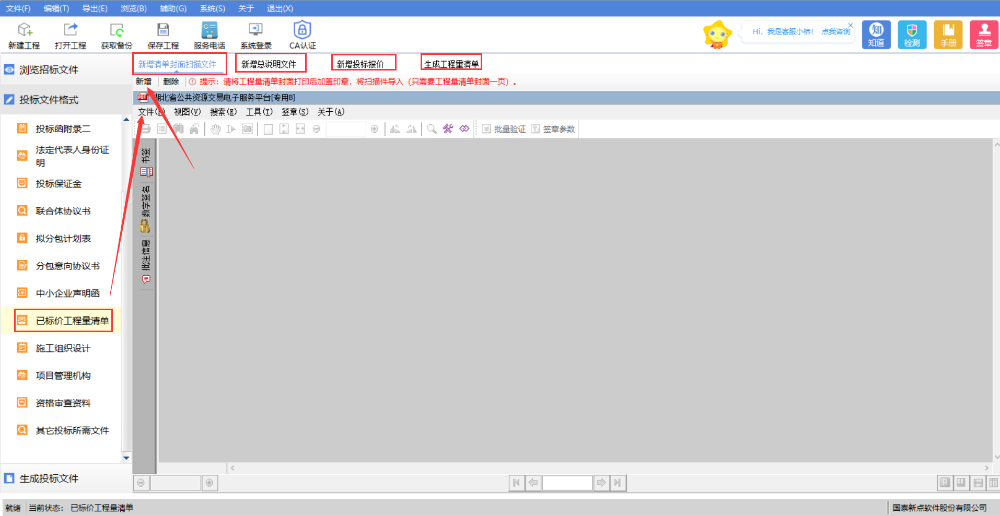 文件(F) 编辑(T) 导出(E) 浏览(B) 辅助(G) 系统(S) 关于 退出(X)
新建工程 打开工程 获取备份 保存工程 服务电话 系统登录 CA认证
Hi，我是客服小桥！ 点我咨询
知
知道 检测 手册 签章
浏览招标文件
投标文件格式
投标函附录二
法定代表人身份证
明
投标保证金
联合体协议书
拟分包计划表
分包意向协议书
中小企业声明函
已标价工程量清单
施工组织设计
项目管理机构
资格审查资料
其它投标所需文件
生成投标文件
新增清单封面扫描文件 新增总说明文件 新增投标报价 生成工程量清单
新增 删除 提示：请将工程量清单封面打印后加盖印章，将扫描件导入（只需要工程量清单封面一页）。
PDF 湖北省公共资源交易电子服务平台[专用B]
文件(F) 视图(V) 搜索(E) 工具(T) 签章(S) 关于(A)
批量验证 签章参数
书签
数字签名
批注信息
就绪 当前状态： 已标价工程量清单
国泰新点软件股份有限公司